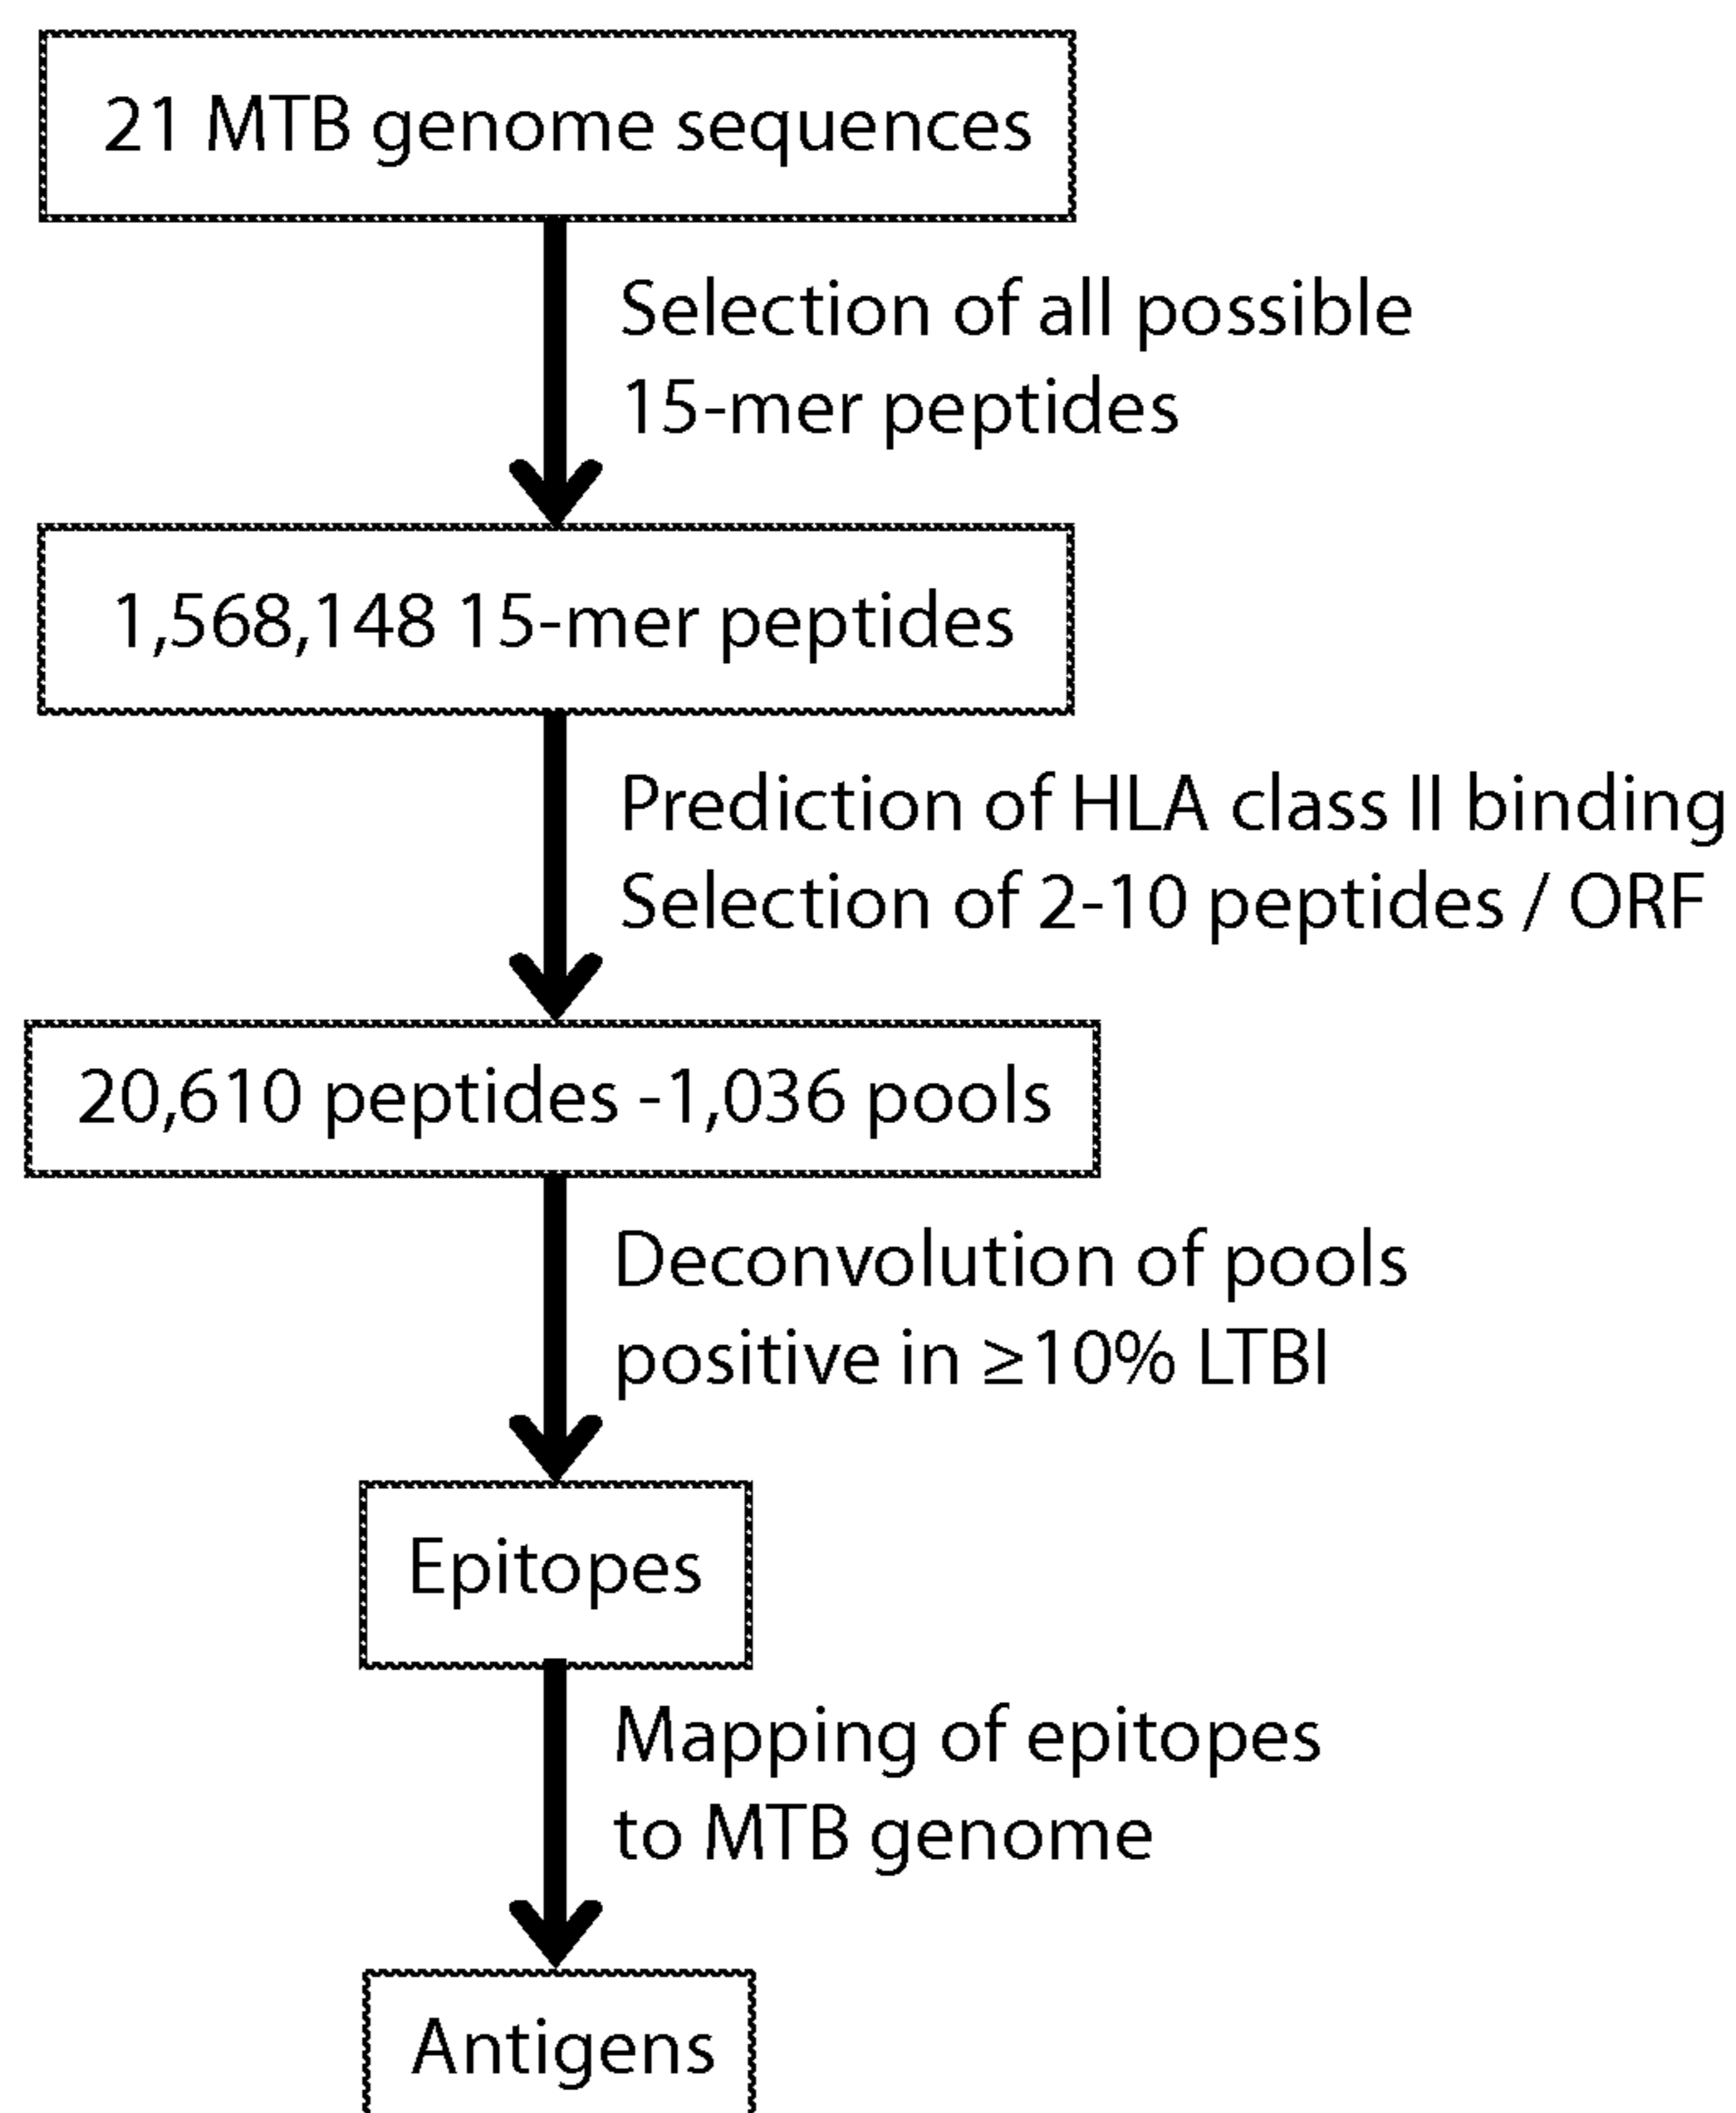 21 MTB genome sequences
Selection of all possible
15-mer peptides
1,568,148 15-mer peptides
Prediction of HLA class II binding
Selection of 2-10 peptides / ORF
20,610 peptides -1,036 pools
Deconvolution of pools
positive in ≥10% LTBI
Epitopes
Mapping of epitopes
to MTB genome
Antigens